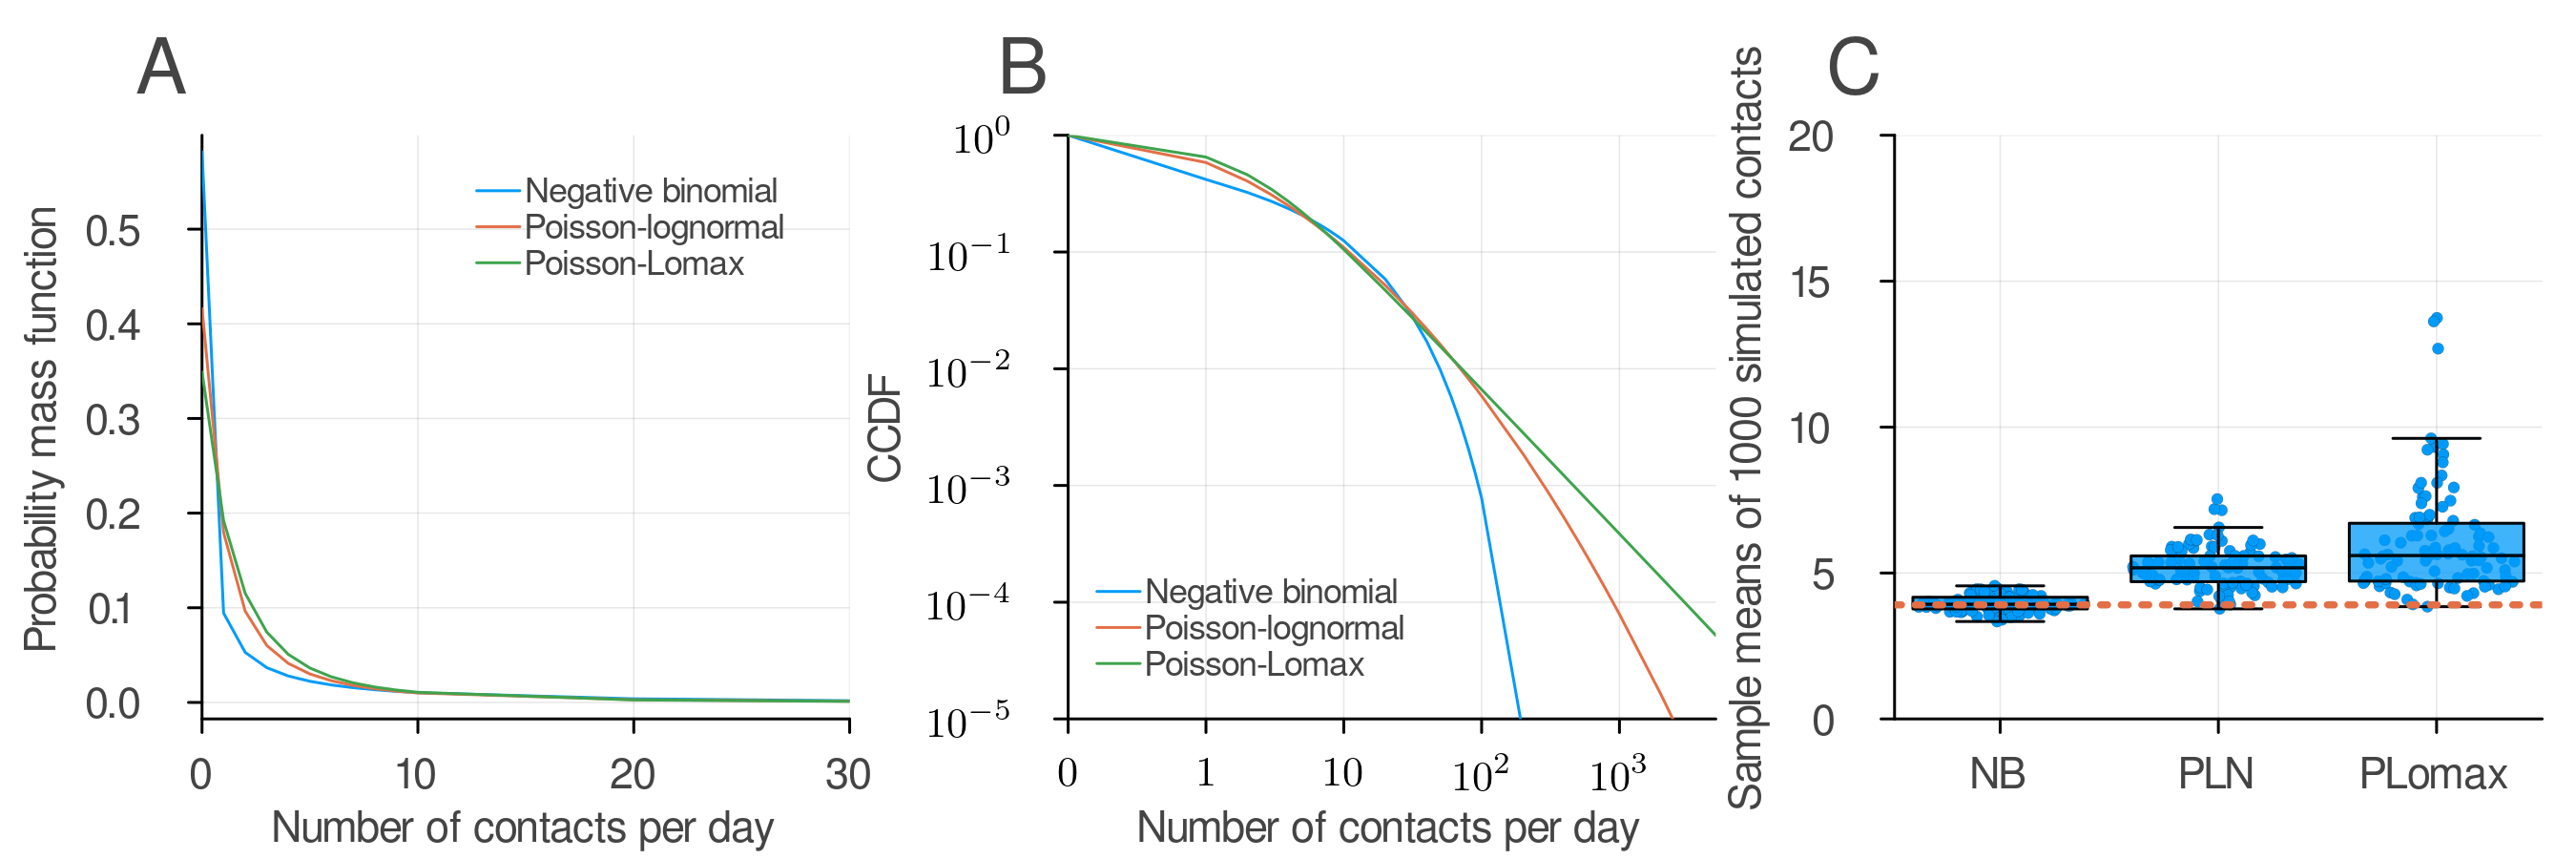 A
Probability mass function
0.5
0.4
0.3
0.2
0.1
0.0
Negative binomial
Poisson-lognormal
Poisson-Lomax
0 10 20 30
Number of contacts per day
B
CCDF
10⁰
10⁻¹
10⁻²
10⁻³
10⁻⁴
10⁻⁵
Negative binomial
Poisson-lognormal
Poisson-Lomax
0 1 10 10² 10³
Number of contacts per day
C
Sample means of 1000 simulated contacts
20
15
10
5
0
NB PLN PLomax